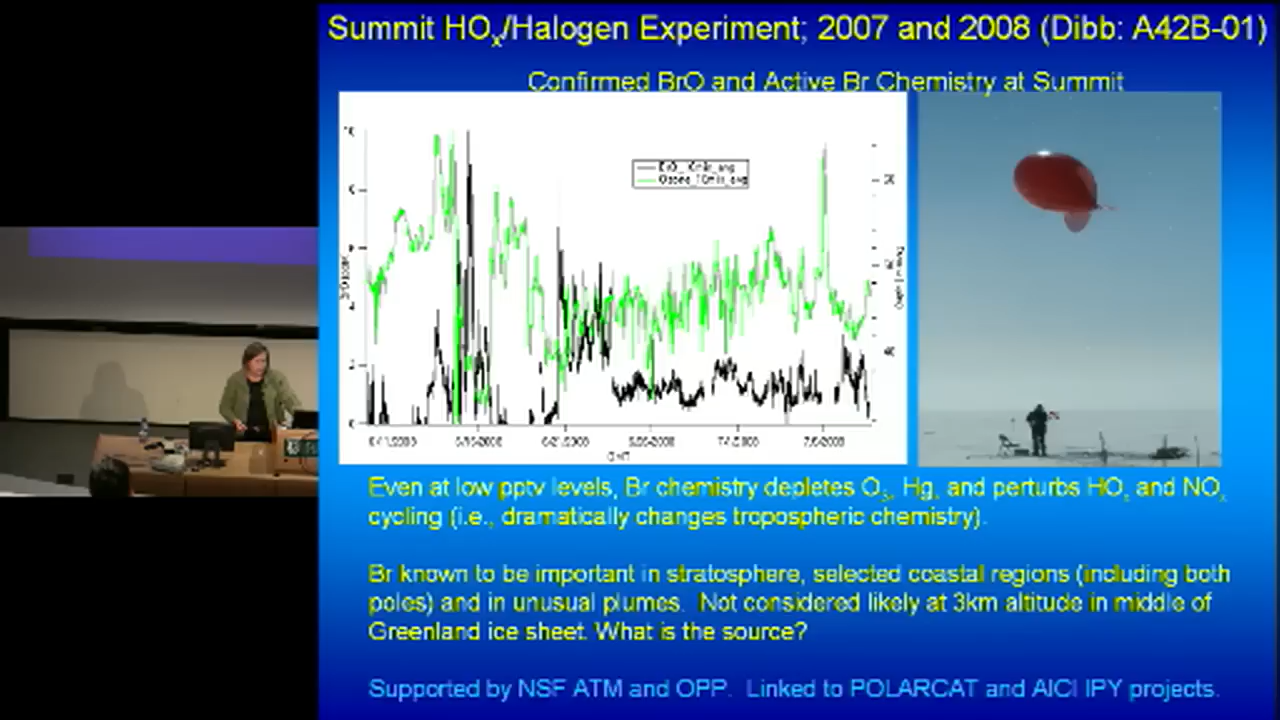 Summit HOx/Halogen Experiment; 2007 and 2008 (Dibb: A42B-01)
Confirmed BrO and Active Br Chemistry at Summit
Even at low pptv levels, Br chemistry depletes O3, Hg, and perturbs HOx and NOx
cycling (i.e., dramatically changes tropospheric chemistry).
Br known to be important in stratosphere, selected coastal regions (including both
poles) and in unusual plumes. Not considered likely at 3km altitude in middle of
Greenland ice sheet. What is the source?
Supported by NSF ATM and OPP. Linked to POLARCAT and AICI IPY projects.